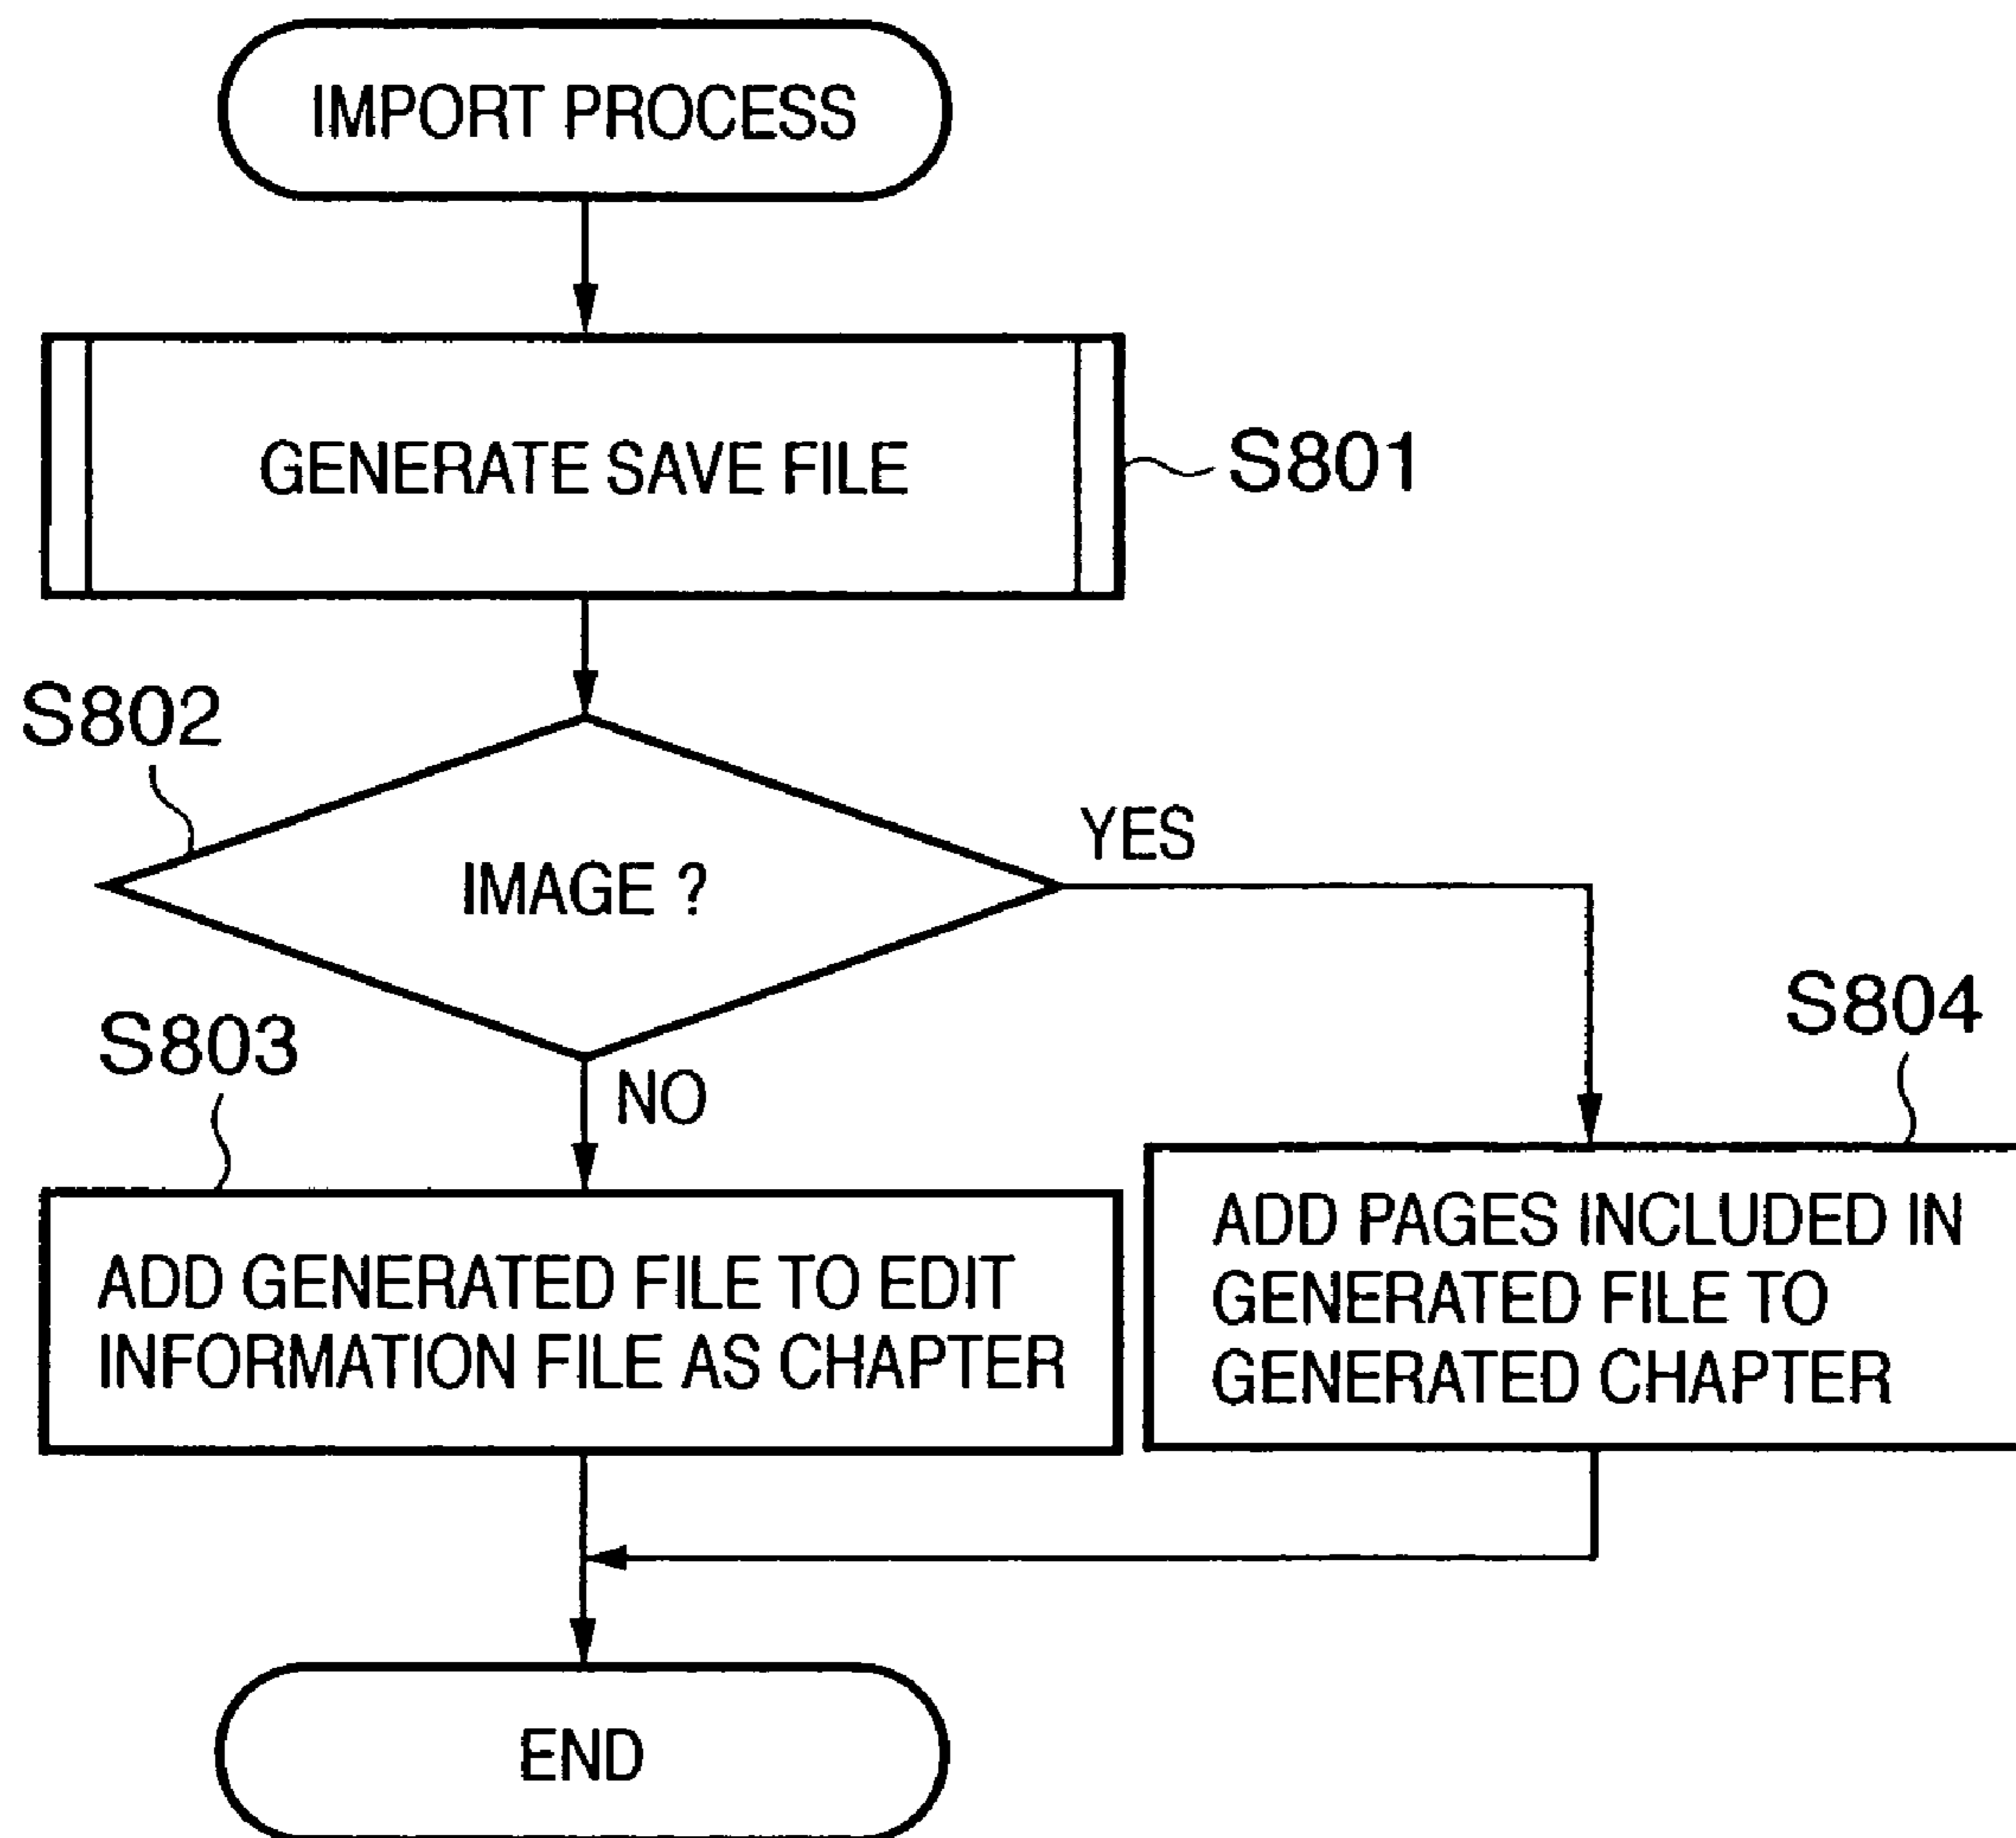 IMPORT PROCESS
GENERATE SAVE FILE
S801
S802
IMAGE ?
YES
NO
S803
ADD GENERATED FILE TO EDIT
INFORMATION FILE AS CHAPTER
S804
ADD PAGES INCLUDED IN
GENERATED FILE TO
GENERATED CHAPTER
END